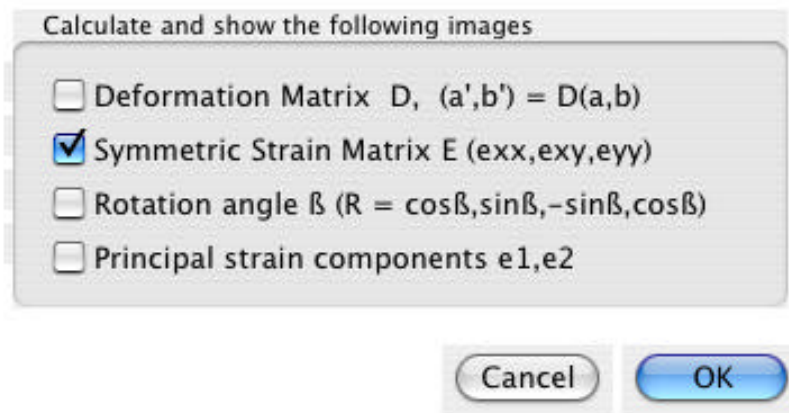 Calculate and show the following images
Deformation Matrix D, (a',b') = D(a,b)
Symmetric Strain Matrix E (exx,exy,eyy)
Rotation angle ß (R = cosß,sinß,-sinß,cosß)
Principal strain components e1,e2
Cancel OK